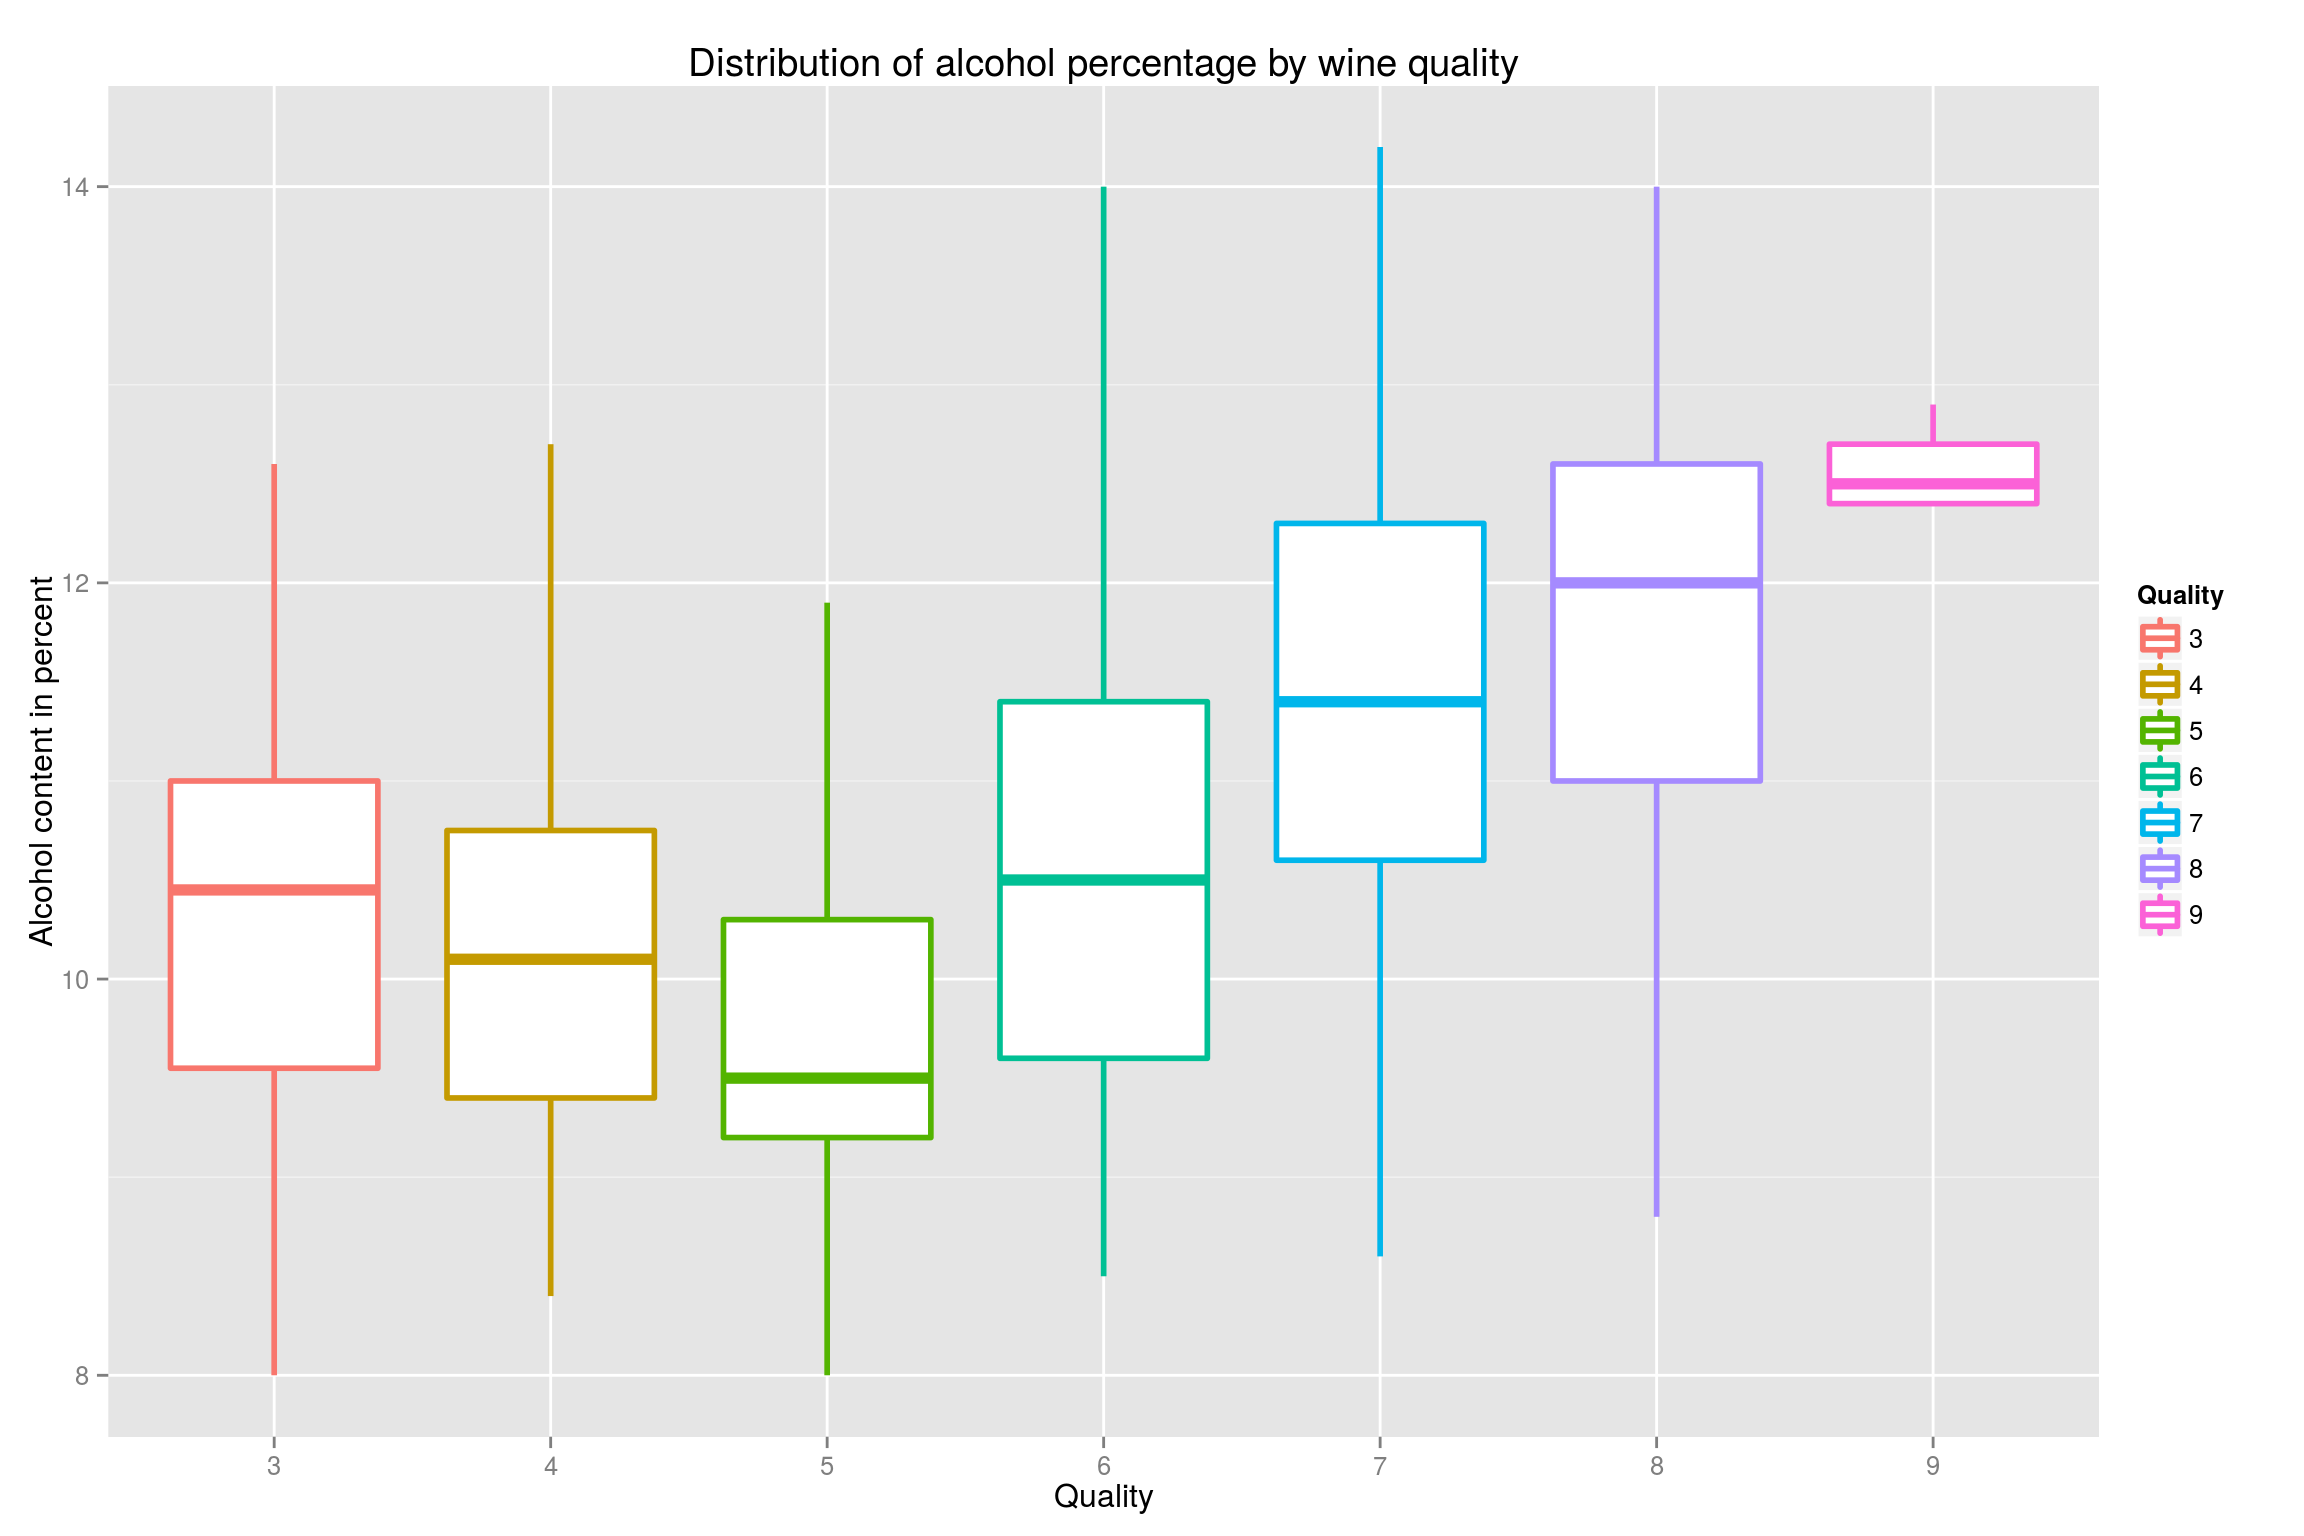 Distribution of alcohol percentage by wine quality
Alcohol content in percent
14
12
10
8
3 4 5 6 7 8 9
Quality
Quality
3
4
5
6
7
8
9